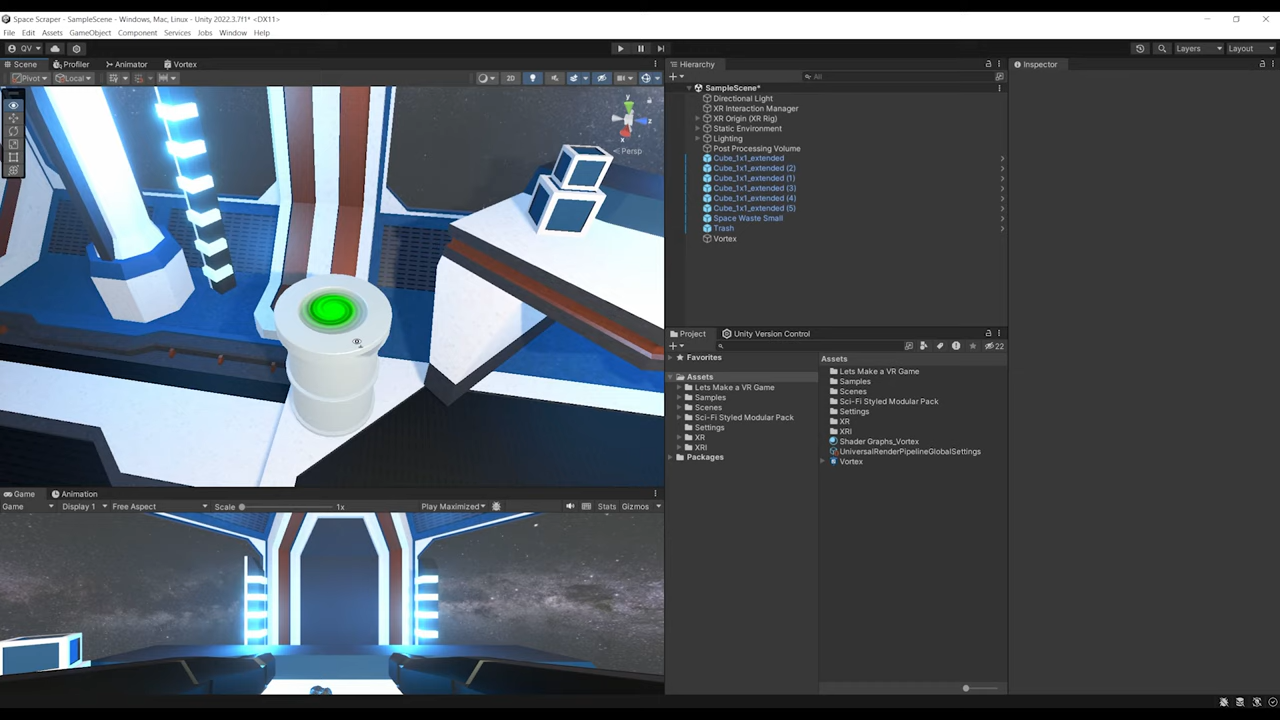 Space Scraper - SampleScene - Windows, Mac, Linux - Unity 2022.3.7f1* <DX11>
File Edit Assets GameObject Component Services Jobs Window Help
QV
Layers Layout
Scene Profiler Animator Vortex
Pivot Local
2D
y
z
x
Persp
Hierarchy
All
SampleScene*
Directional Light
XR Interaction Manager
XR Origin (XR Rig)
Static Environment
Lighting
Post Processing Volume
Cube_1x1_extended
Cube_1x1_extended (2)
Cube_1x1_extended (1)
Cube_1x1_extended (3)
Cube_1x1_extended (4)
Cube_1x1_extended (5)
Space Waste Small
Trash
Vortex
Inspector
Project Unity Version Control
22
Favorites
Assets
Lets Make a VR Game
Samples
Scenes
Sci-Fi Styled Modular Pack
Settings
XR
XRI
Packages
Assets
Lets Make a VR Game
Samples
Scenes
Sci-Fi Styled Modular Pack
Settings
XR
XRI
Shader Graphs_Vortex
UniversalRenderPipelineGlobalSettings
Vortex
Game Animation
Game Display 1 Free Aspect Scale 1x Play Maximized Stats Gizmos